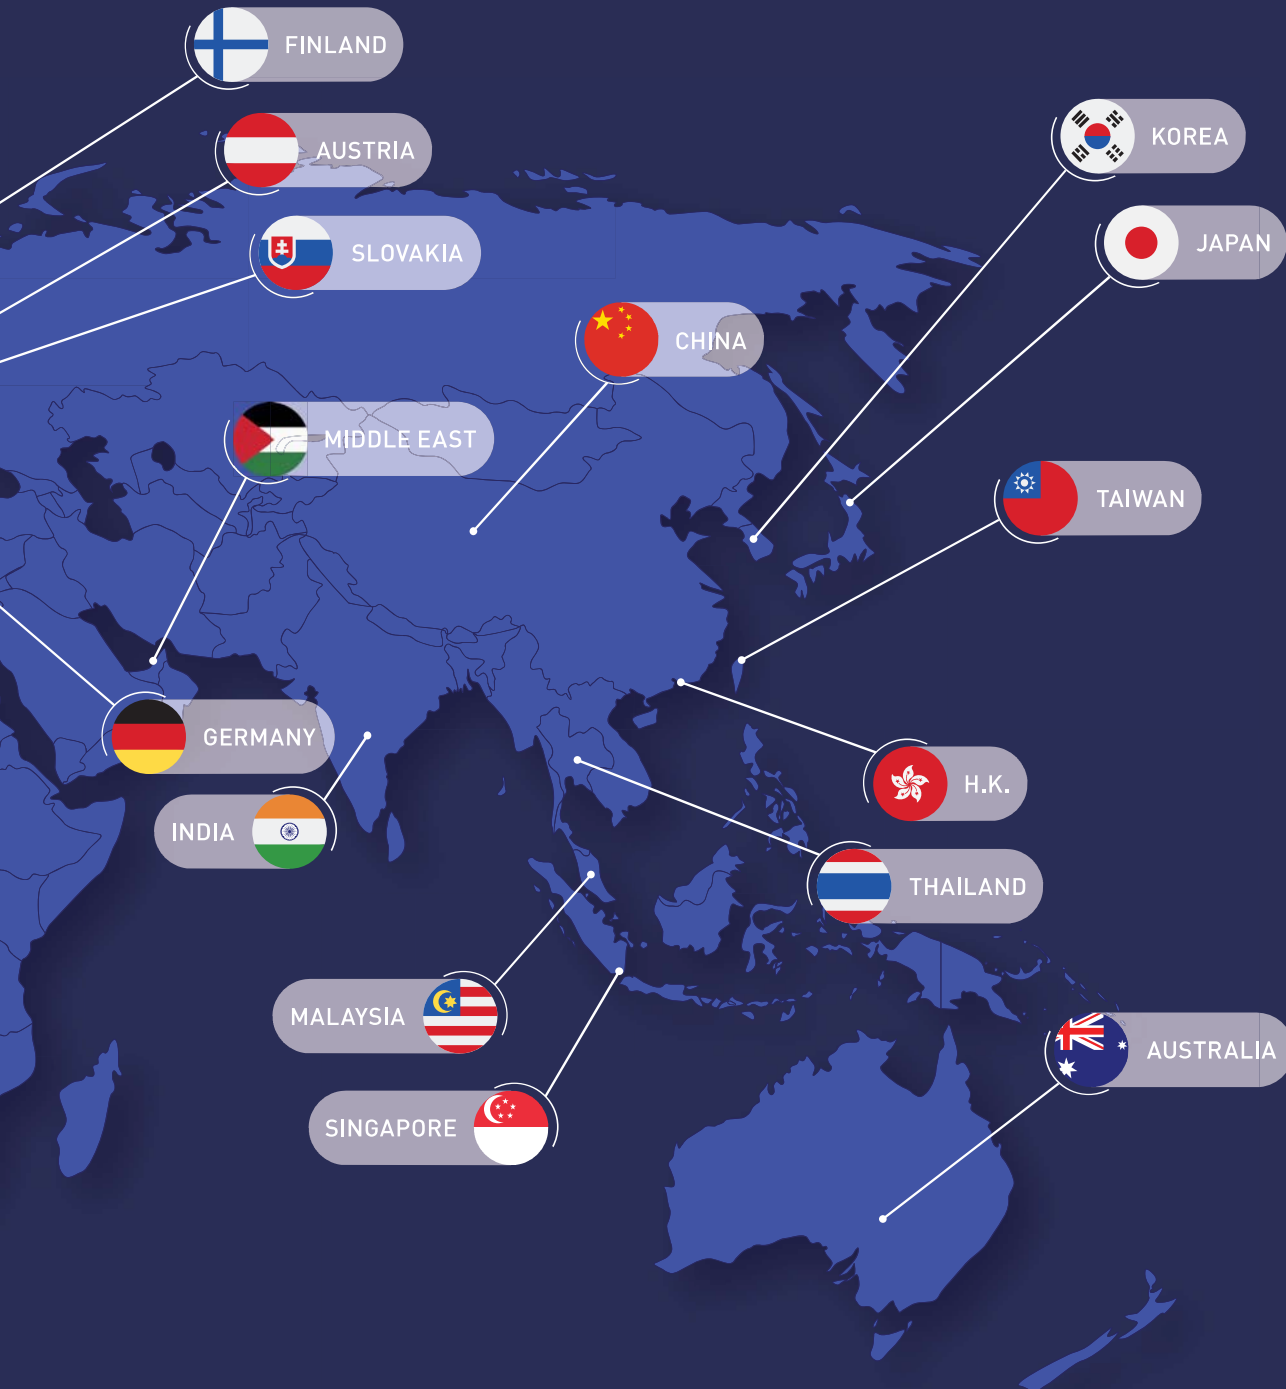 FINLAND
KOREA
AUSTRIA
JAPAN
SLOVAKIA
CHINA
MIDDLE EAST
TAIWAN
GERMANY
H.K.
INDIA
THAILAND
MALAYSIA
AUSTRALIA
SINGAPORE